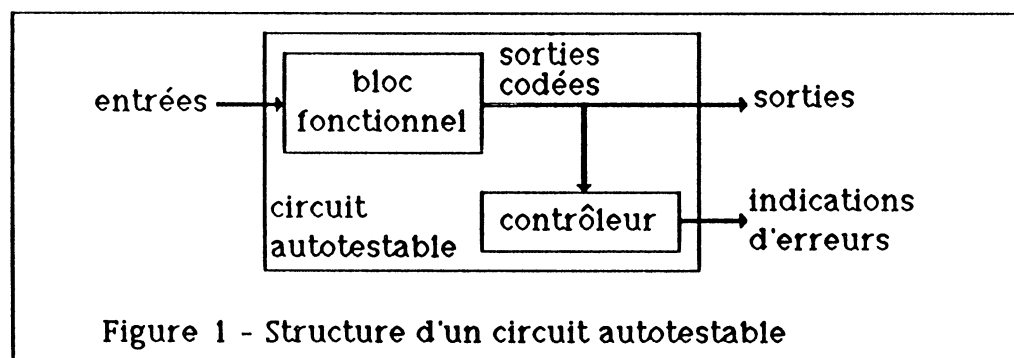 entrées
bloc
fonctionnel
sorties
codées
sorties
circuit
autotestable
contrôleur
indications
d'erreurs
Figure 1 - Structure d'un circuit autotestable